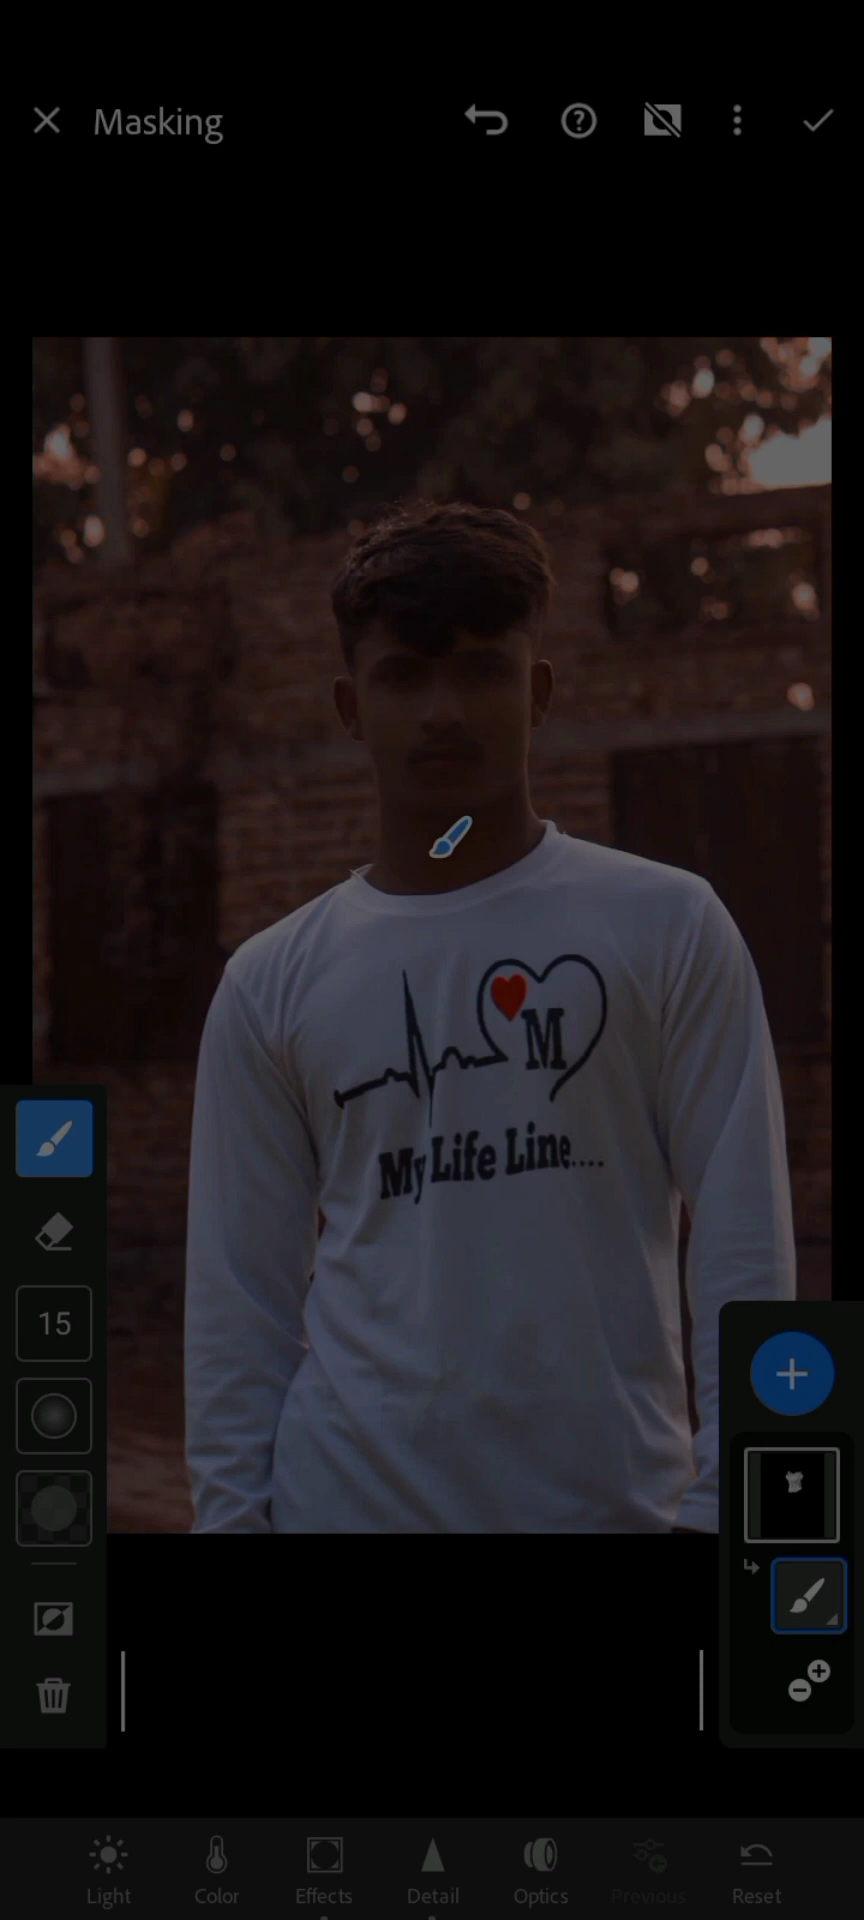 Masking
M
My Life Line....
15
Light Color Effects Detail Optics Previous Reset